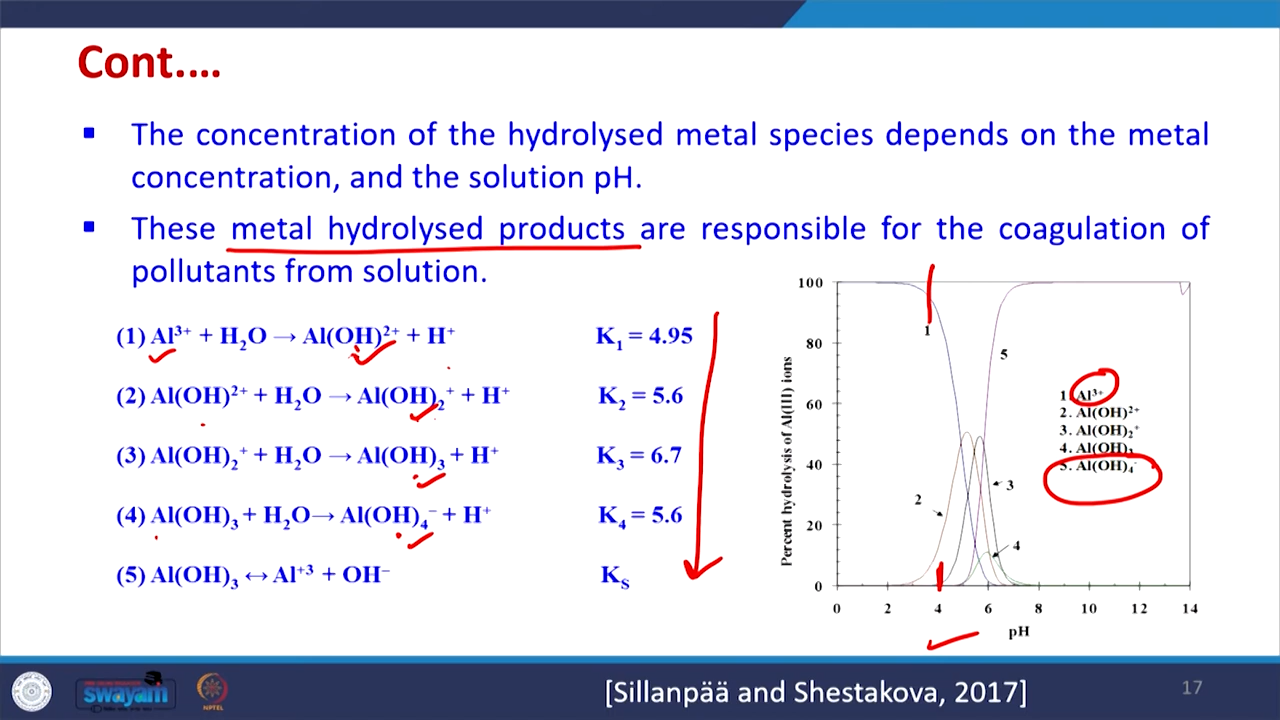 Cont.…
▪ The concentration of the hydrolysed metal species depends on the metal
concentration, and the solution pH.
▪ These metal hydrolysed products are responsible for the coagulation of
pollutants from solution.
(1) Al³⁺ + H₂O → Al(OH)²⁺ + H⁺ K₁ = 4.95
(2) Al(OH)²⁺ + H₂O → Al(OH)₂⁺ + H⁺ K₂ = 5.6
(3) Al(OH)₂⁺ + H₂O → Al(OH)₃ + H⁺ K₃ = 6.7
(4) Al(OH)₃ + H₂O → Al(OH)₄⁻ + H⁺ K₄ = 5.6
(5) Al(OH)₃ ↔ Al⁺³ + OH⁻ K_S
Percent hydrolysis of Al(III) ions
100
80
60
40
20
0
0 2 4 6 8 10 12 14
pH
1
2
3
4
5
1. Al³⁺
2. Al(OH)²⁺
3. Al(OH)₂⁺
4. Al(OH)₃
5. Al(OH)₄⁻
swayam
NPTEL
[Sillanpää and Shestakova, 2017]
17